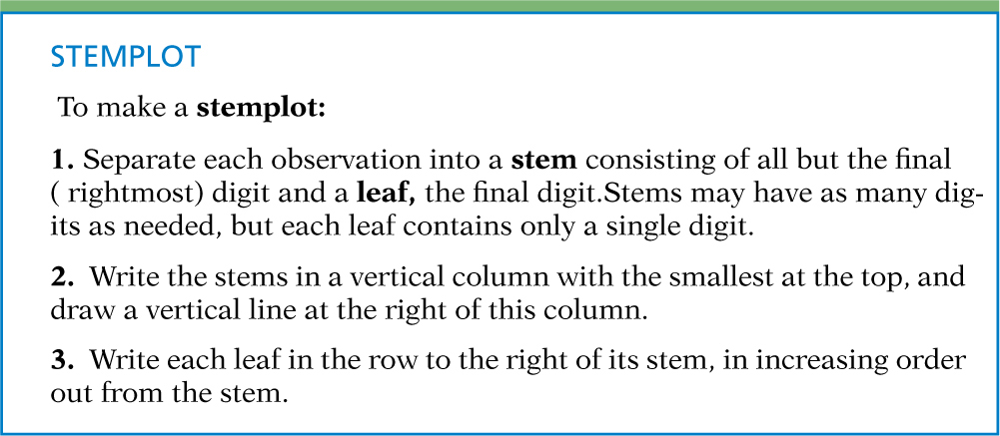 STEMPLOT
To make a stemplot:
1. Separate each observation into a stem consisting of all but the final
( rightmost) digit and a leaf, the final digit.Stems may have as many dig-
its as needed, but each leaf contains only a single digit.
2. Write the stems in a vertical column with the smallest at the top, and
draw a vertical line at the right of this column.
3. Write each leaf in the row to the right of its stem, in increasing order
out from the stem.